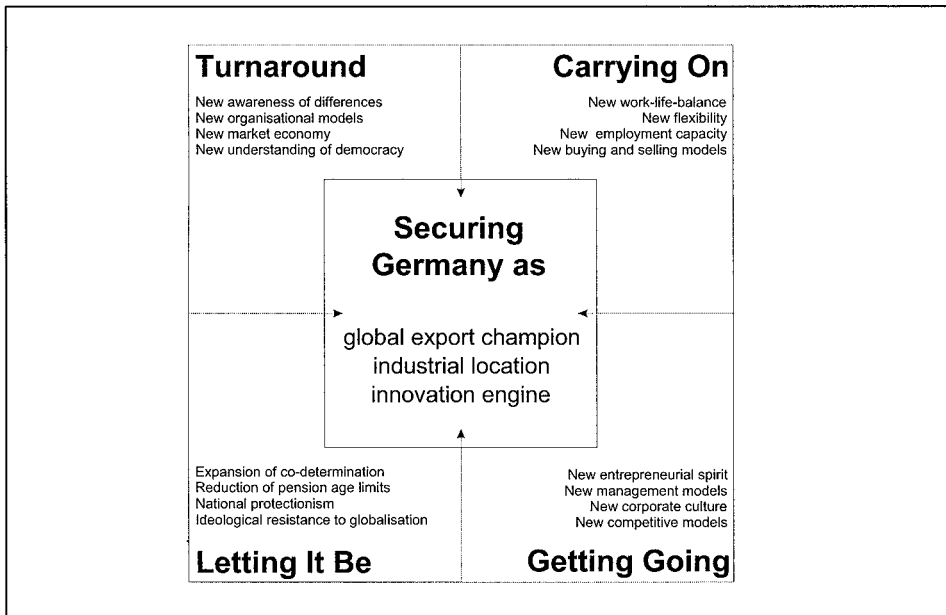 Turnaround
New awareness of differences
New organisational models
New market economy
New understanding of democracy
Carrying On
New work-life-balance
New flexibility
New employment capacity
New buying and selling models
Securing
Germany as
global export champion
industrial location
innovation engine
Expansion of co-determination
Reduction of pension age limits
National protectionism
Ideological resistance to globalisation
Letting It Be
New entrepreneurial spirit
New management models
New corporate culture
New competitive models
Getting Going